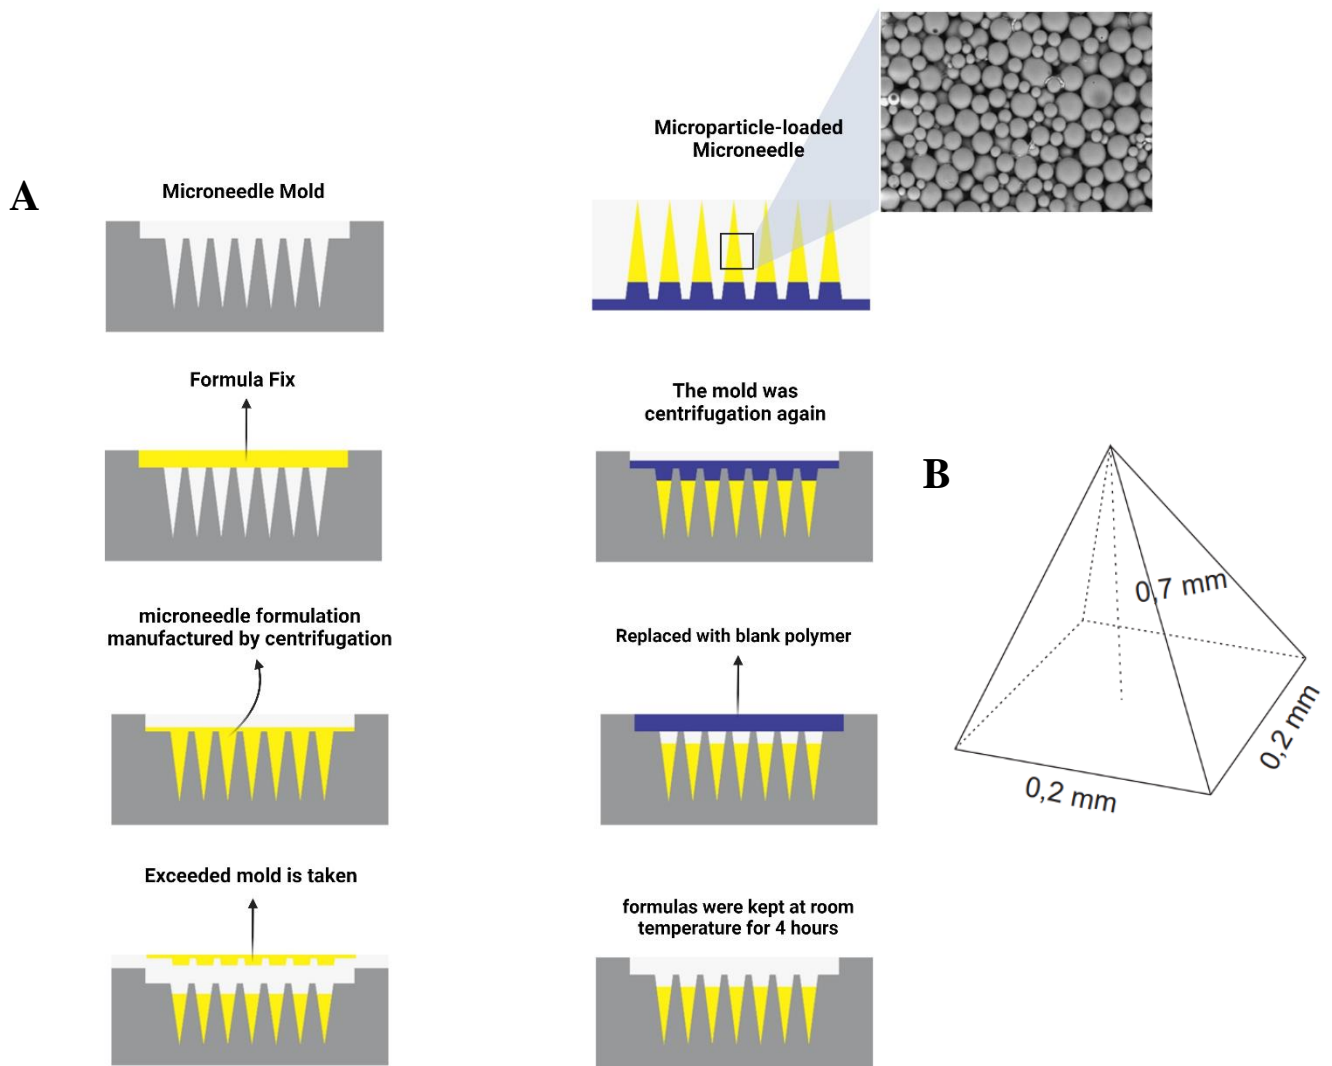 A
Microneedle Mold
Formula Fix
microneedle formulation
manufactured by centrifugation
Exceeded mold is taken
Microparticle-loaded
Microneedle
The mold was
centrifugation again
Replaced with blank polymer
formulas were kept at room
temperature for 4 hours
B
0,7 mm
0,2 mm
0,2 mm